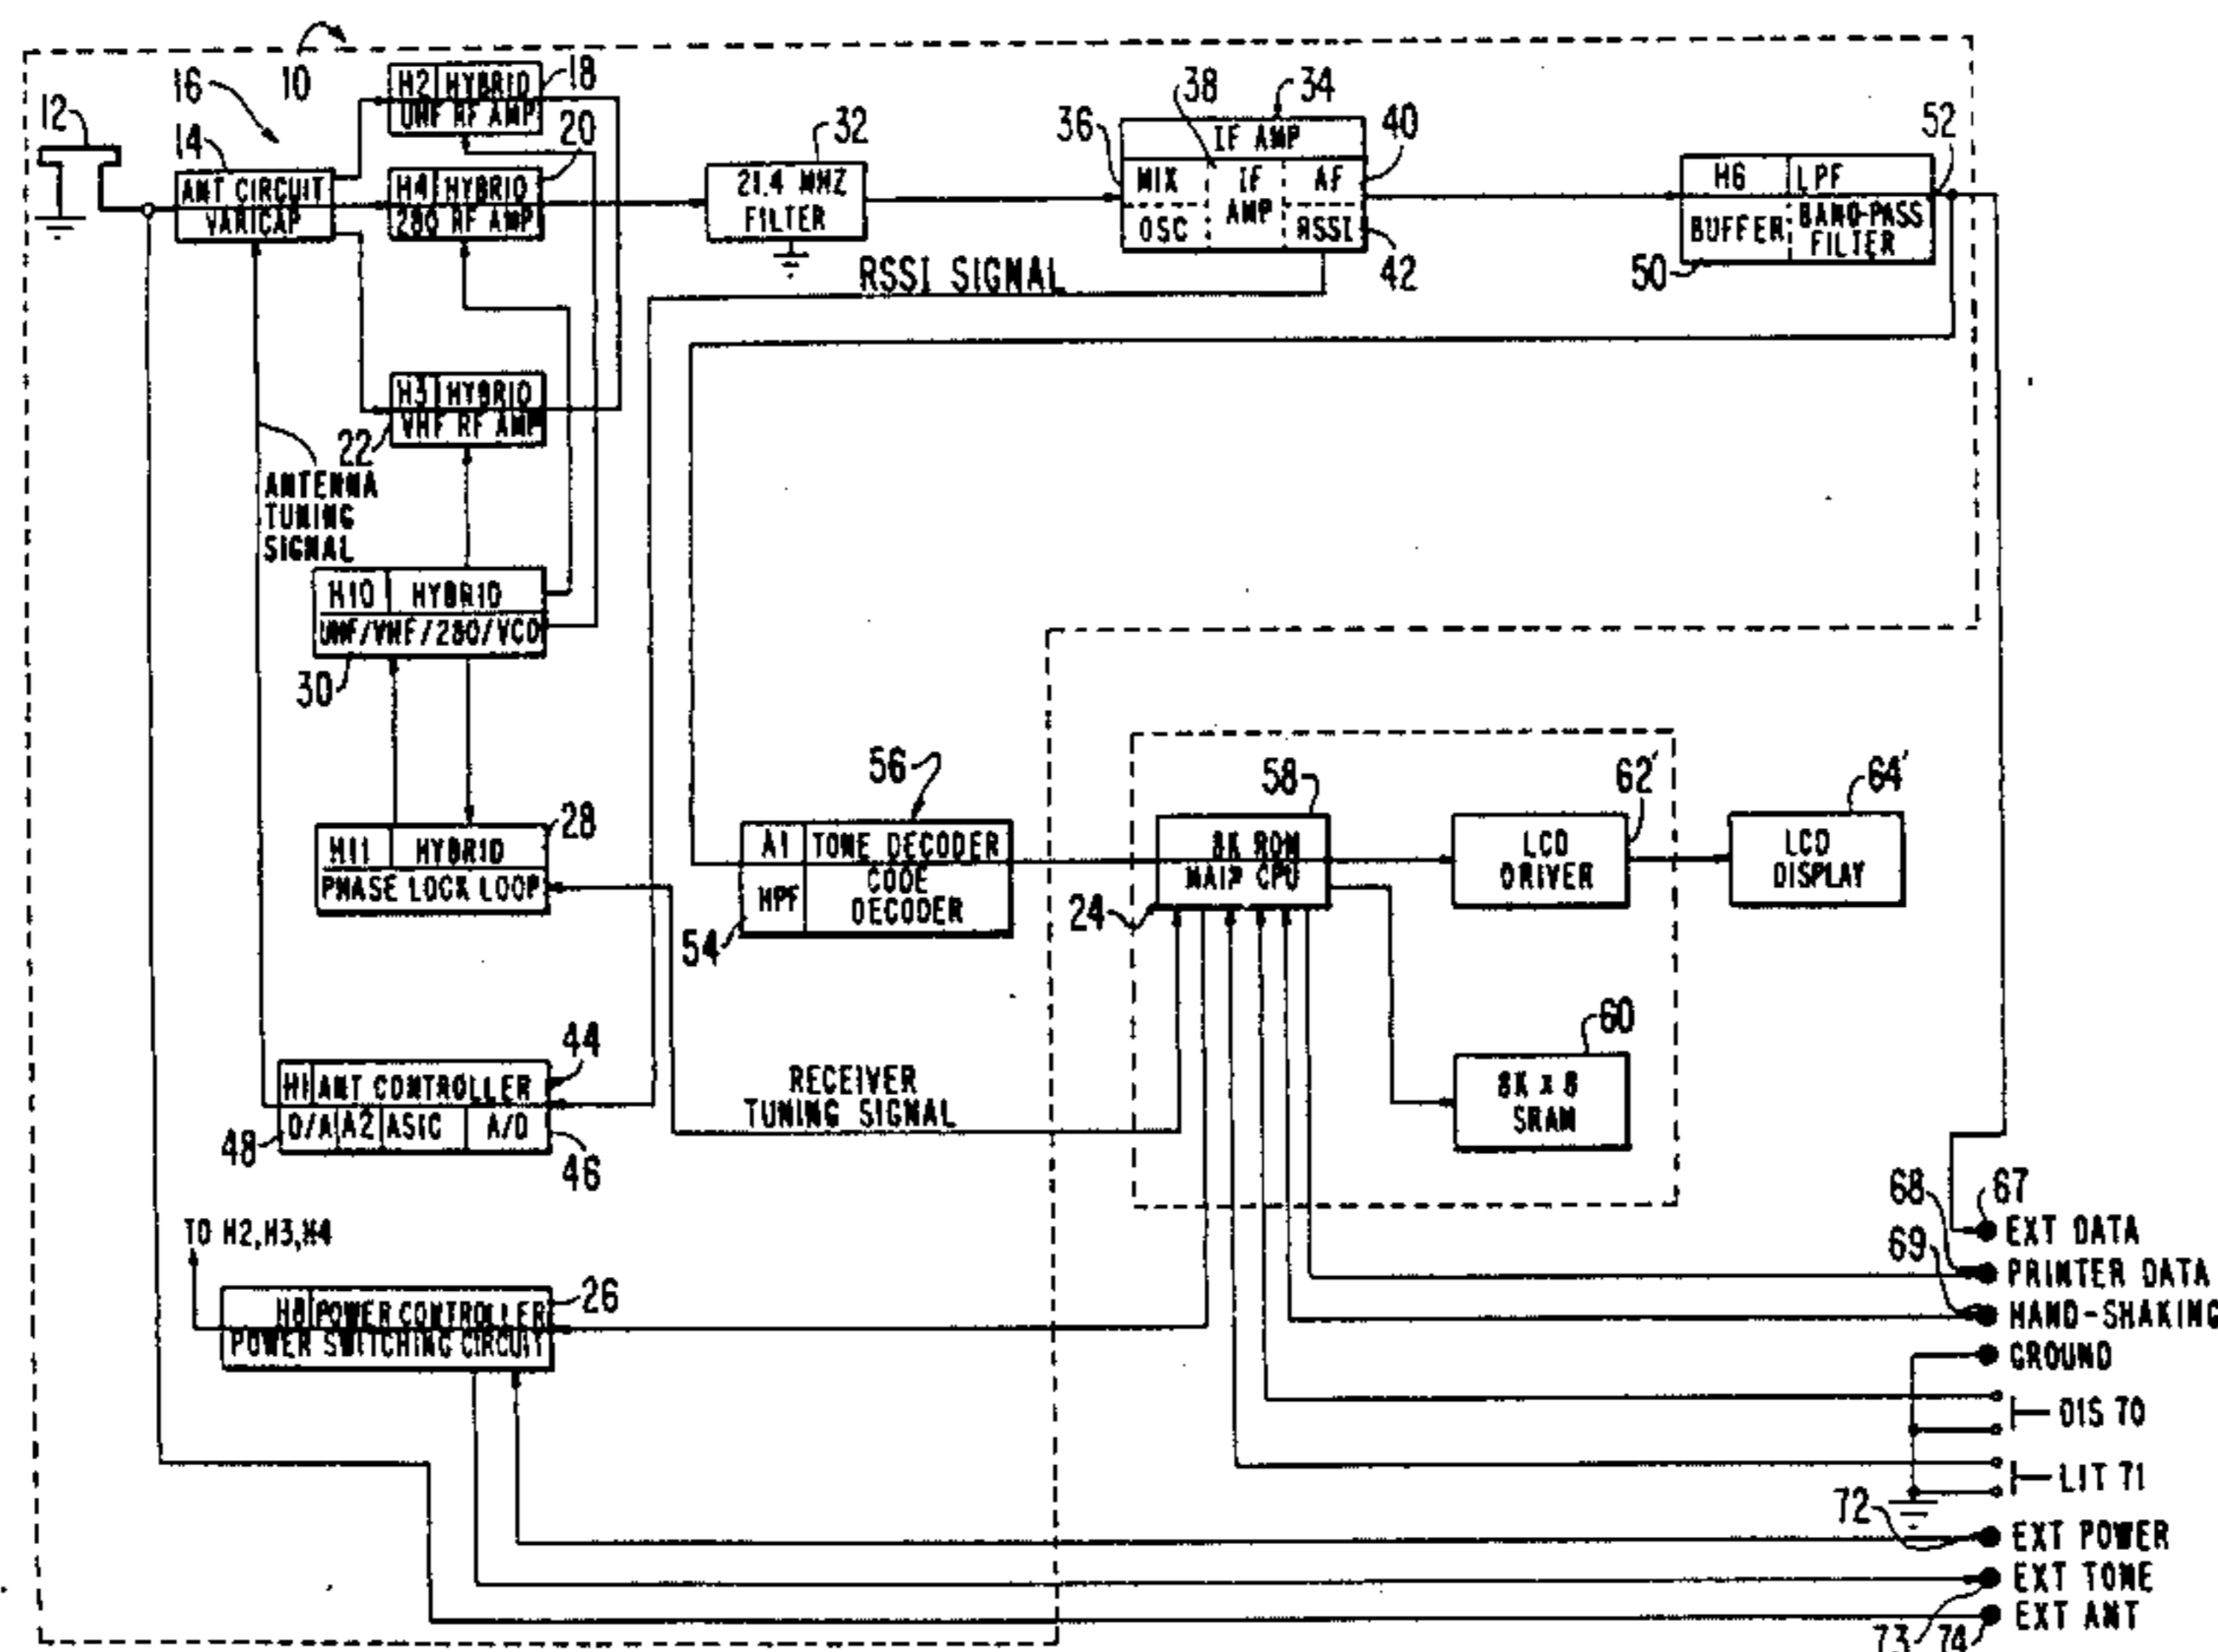 10
12
16
14
ANT CIRCUIT
VARICAP
H2 HYBRID
UHF RF AMP
18
20
H4 HYBRID
280 RF AMP
32
21.4 MHZ
FILTER
36
38
34
IF AMP
MIX
OSC
IF
AMP
AF
RSSI
40
42
RSSI SIGNAL
H6 LPF
BUFFER BAND-PASS
FILTER
50
52
H3 HYBRID
VHF RF AMP
22
ANTENNA
TUNING
SIGNAL
H10 HYBRID
UHF/VHF/280/VCO
30
H11 HYBRID
PHASE LOCK LOOP
28
56
A1 TONE DECODER
HPF CODE
DECODER
54
58
8K ROM
MAIN CPU
24
62'
LCD
DRIVER
64'
LCD
DISPLAY
60
8K x 8
SRAM
RECEIVER
TUNING SIGNAL
H1 ANT CONTROLLER
D/A A2 ASIC A/D
44
46
48
TO H2,H3,H4
H8 POWER CONTROLLER
POWER SWITCHING CIRCUIT
26
67
EXT DATA
68
PRINTER DATA
69
HAND-SHAKING
GROUND
DIS 70
LIT 71
72
EXT POWER
EXT TONE
73
EXT ANT
74